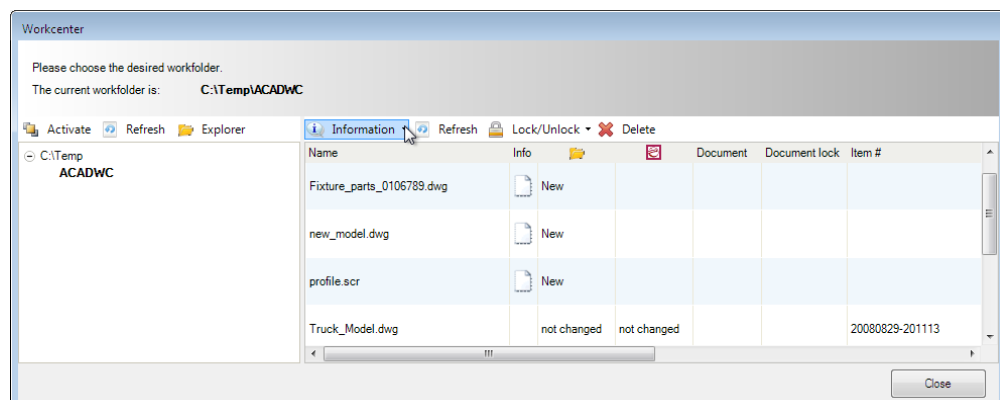 Workcenter
Please choose the desired workfolder.
The current workfolder is: C:\Temp\ACADWC
Activate Refresh Explorer Information Refresh Lock/Unlock Delete
C:\Temp
ACADWC
Name Info Document Document lock Item #
Fixture_parts_0106789.dwg New
new_model.dwg New
profile.scr New
Truck_Model.dwg not changed not changed 20080829-201113
Close